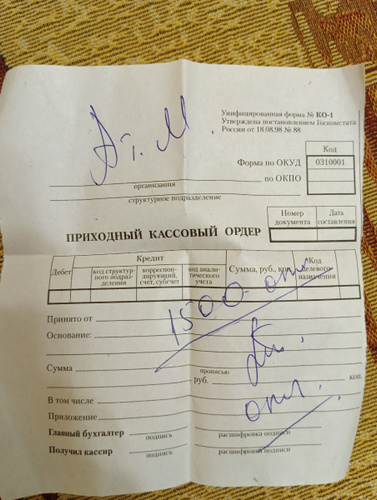 Унифицированная форма № КО-1
Утверждена постановлением Госкомстата
России от 18.08.98 № 88
Код
Форма по ОКУД 0310001
по ОКПО
организация
структурное подразделение
Номер документа Дата составления
ПРИХОДНЫЙ КАССОВЫЙ ОРДЕР
Дебет Кредит Сумма, руб., коп. Код целевого назначения
код структурного подразделения корреспондирующий счет, субсчет код аналитического учета
1500
Принято от
Основание:
Сумма
прописью
руб. коп.
В том числе
Приложение
Главный бухгалтер
подпись расшифровка подписи
Получил кассир
подпись расшифровка подписи